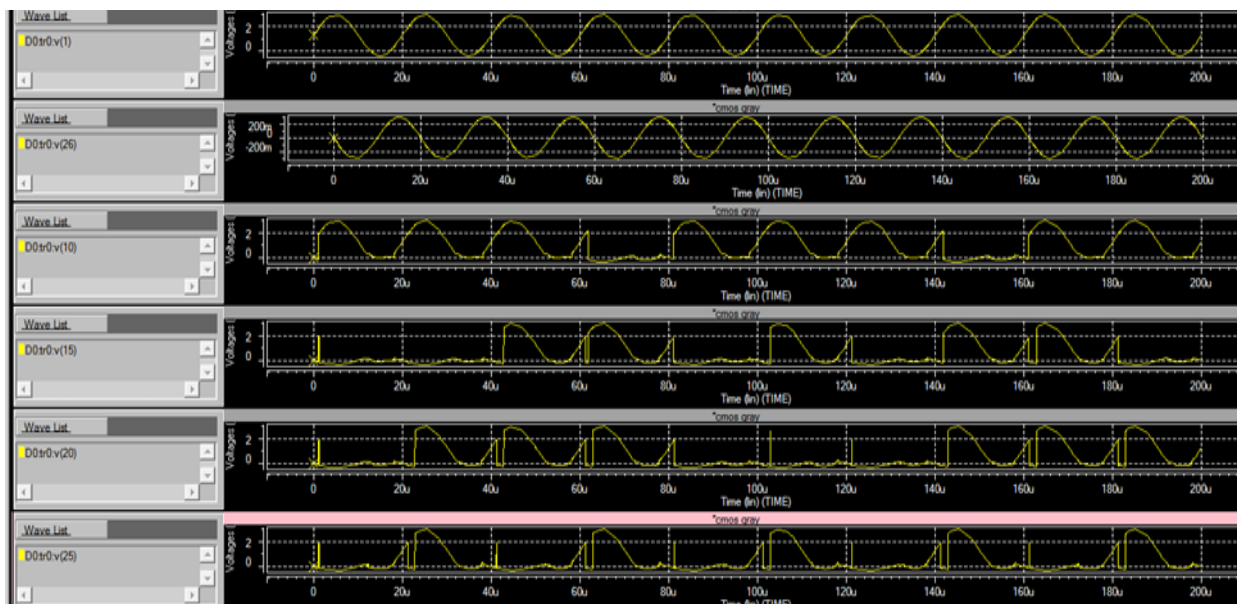 Wave List
D0:tr0:v(1)
Voltages (
2
0
0 20u 40u 60u 80u 100u 120u 140u 160u 180u 200u
Time (lin) (TIME)
*cmos gray
Wave List
D0:tr0:v(26)
Voltages (
200m
0
-200m
0 20u 40u 60u 80u 100u 120u 140u 160u 180u 200u
Time (lin) (TIME)
*cmos gray
Wave List
D0:tr0:v(10)
Voltages (
2
0
0 20u 40u 60u 80u 100u 120u 140u 160u 180u 200u
Time (lin) (TIME)
*cmos gray
Wave List
D0:tr0:v(15)
Voltages (
2
0
0 20u 40u 60u 80u 100u 120u 140u 160u 180u 200u
Time (lin) (TIME)
*cmos gray
Wave List
D0:tr0:v(20)
Voltages (
2
0
0 20u 40u 60u 80u 100u 120u 140u 160u 180u 200u
Time (lin) (TIME)
*cmos gray
Wave List
D0:tr0:v(25)
Voltages (
2
0
0 20u 40u 60u 80u 100u 120u 140u 160u 180u 200u